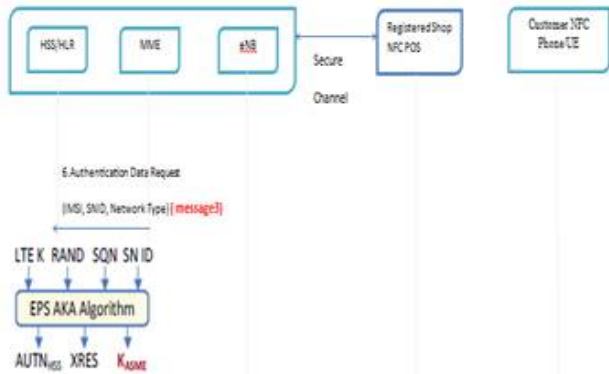 HSS/HLR
MME
eNB
Secure
Channel
Registered Shop
NFC POS
Customer NFC
Phone UE
6.Authentication Data Request
(IMSI, SNID, Network Type) ( message3)
LTE K RAND SQN SN ID
EPS AKA Algorithm
AUTNHSS XRES KASME